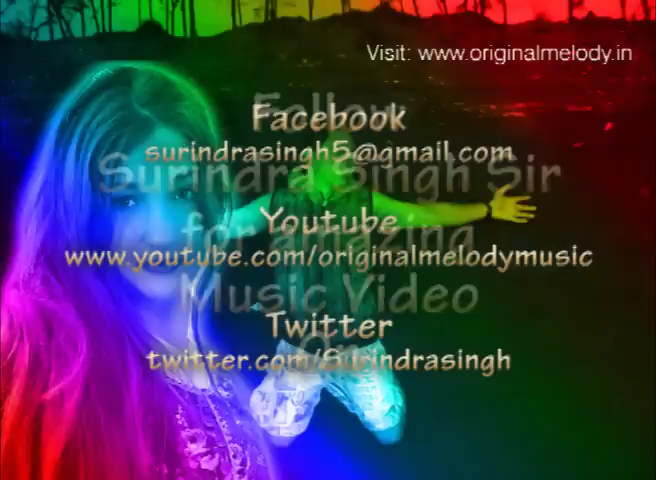 Visit: www.originalmelody.in
Follow
Facebook
surindrasingh5@gmail.com
Surindra Singh Sir
Youtube
for amazing
www.youtube.com/originalmelodymusic
Music Video
Twitter
On
twitter.com/Surindrasingh